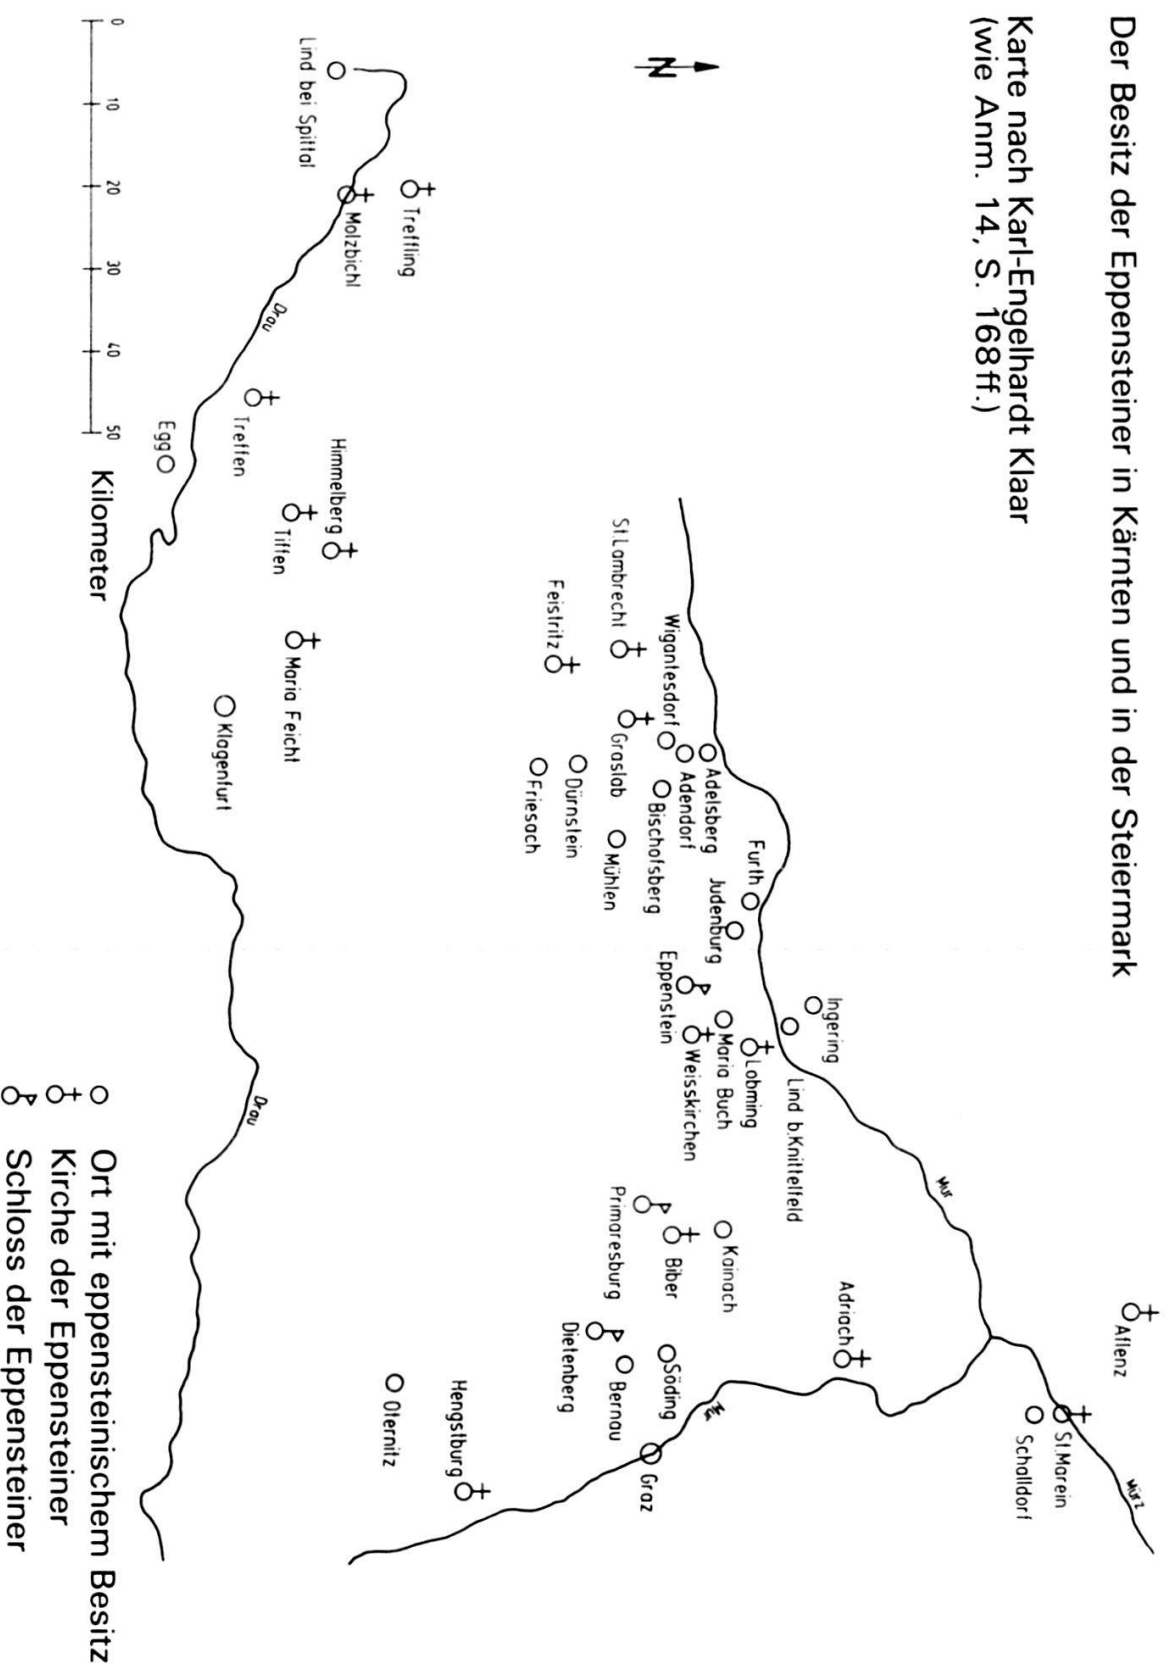 Der Besitz der Eppensteiner in Kärnten und in der Steiermark
Karte nach Karl-Engelhardt Klaar
(wie Anm. 14, S. 168ff.)
N
Aflenz
Mürz
St.Marein
Schalldorf
Mur
Adriach
Ingering
Lind b.Knittelfeld
Furth
Judenburg
Lobming
Maria Buch
Weisskirchen
Eppenstein
Adelsberg
Adendorf
Wigantesdorf
Bischofsberg
St.Lambrecht
Graslab
Mühlen
Feistritz
Dürnstein
Friesach
Kainach
Biber
Primaresburg
Söding
Bernau
Dietenberg
Graz
Hengstburg
Oternitz
Treffling
Lind bei Spittal
Molzbichl
Drau
Himmelberg
Tiffen
Treffen
Maria Feicht
Egg
Klagenfurt
Drau
0 10 20 30 40 50 Kilometer
Ort mit eppensteinischem Besitz
Kirche der Eppensteiner
Schloss der Eppensteiner